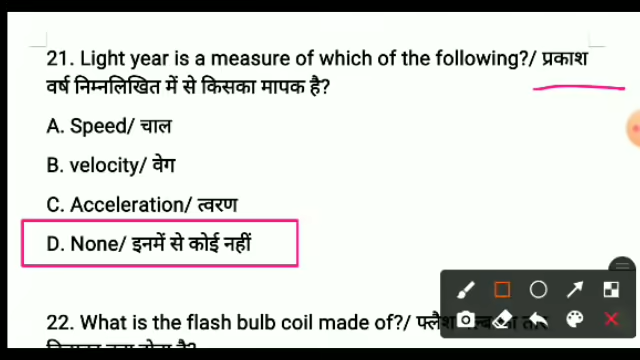 21. Light year is a measure of which of the following?/ प्रकाश
वर्ष निम्नलिखित में से किसका मापक है?
A. Speed/ चाल
B. velocity/ वेग
C. Acceleration/ त्वरण
D. None/ इनमें से कोई नहीं
22. What is the flash bulb coil made of?/